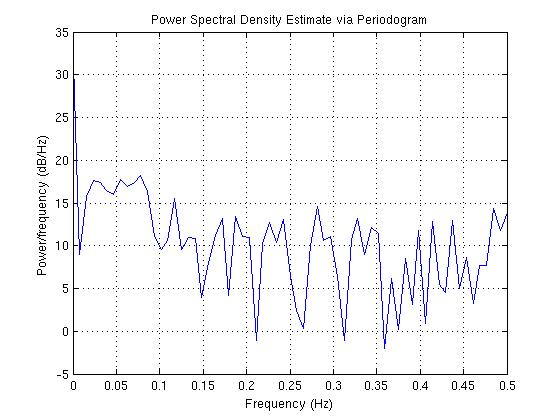 Power Spectral Density Estimate via Periodogram
35
30
25
20
15
10
5
0
-5
Power/frequency (dB/Hz)
0 0.05 0.1 0.15 0.2 0.25 0.3 0.35 0.4 0.45 0.5
Frequency (Hz)